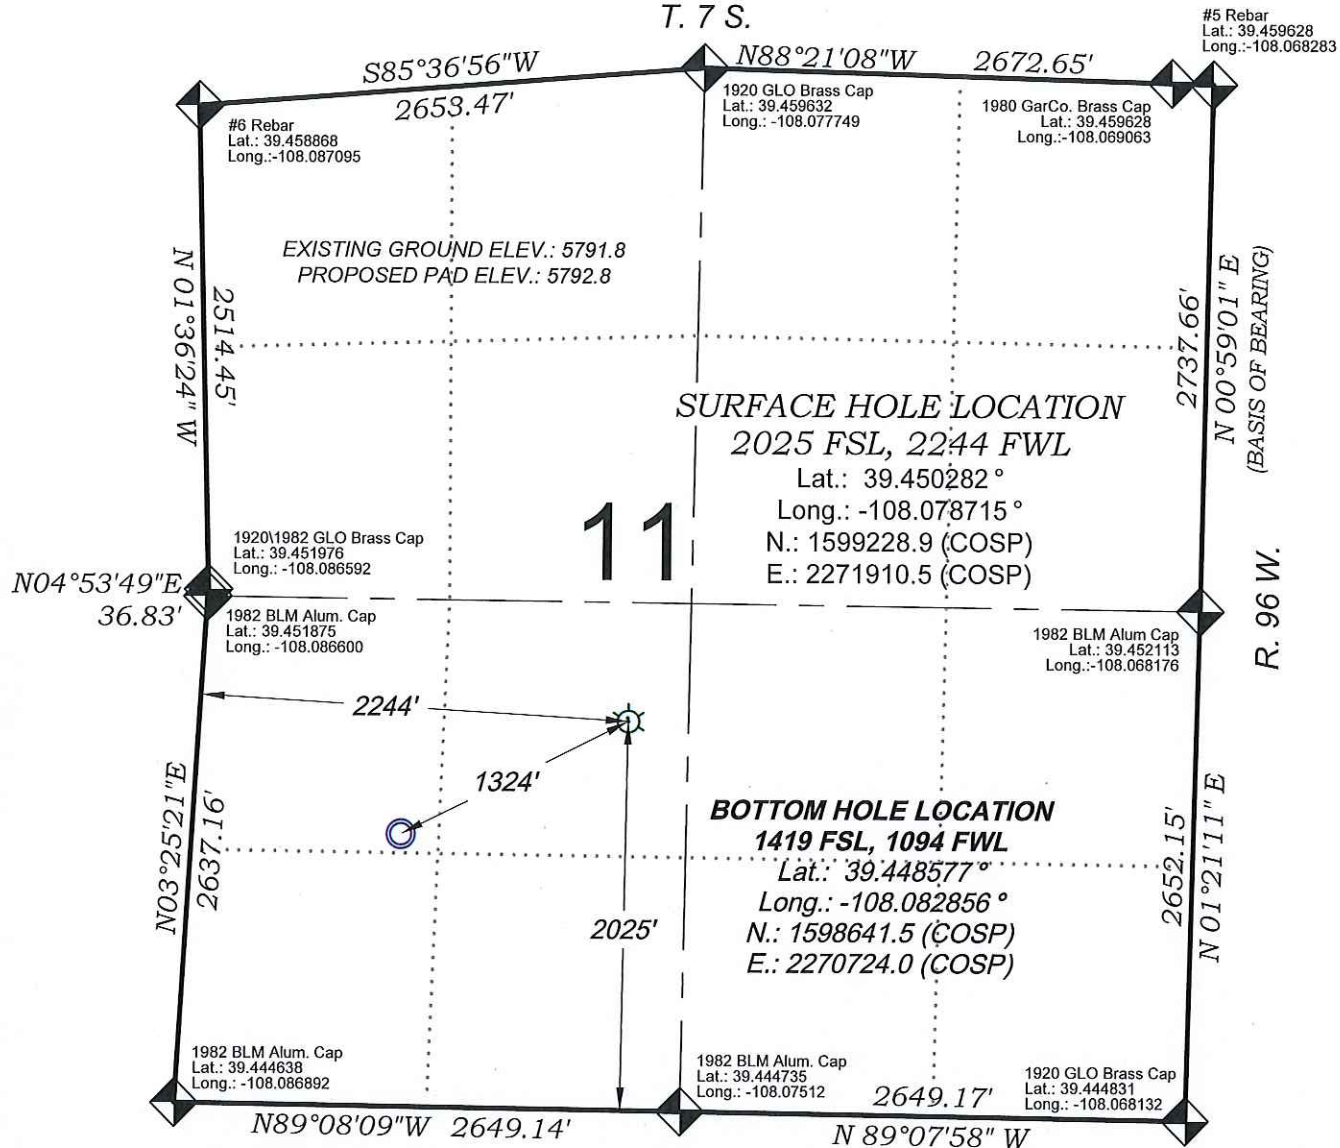 T. 7 S.
#5 Rebar
Lat.: 39.459628
Long.:-108.068283
S85°36'56"W
2653.47'
N88°21'08"W 2672.65'
#6 Rebar
Lat.: 39.458868
Long.:-108.087095
1920 GLO Brass Cap
Lat.: 39.459632
Long.: -108.077749
1980 GarCo. Brass Cap
Lat.: 39.459628
Long.: -108.069063
EXISTING GROUND ELEV.: 5791.8
PROPOSED PAD ELEV.: 5792.8
N 01°36'24" W
2514.45'
2737.66'
N 00°59'01" E
(BASIS OF BEARING)
SURFACE HOLE LOCATION
2025 FSL, 2244 FWL
Lat.: 39.450282°
Long.: -108.078715°
N.: 1599228.9 (COSP)
E.: 2271910.5 (COSP)
11
1920\1982 GLO Brass Cap
Lat.: 39.451976
Long.: -108.086592
N04°53'49"E
36.83'
1982 BLM Alum. Cap
Lat.: 39.451875
Long.: -108.086600
1982 BLM Alum Cap
Lat.: 39.452113
Long.:-108.068176
R. 96 W.
2244'
1324'
2025'
N03°25'21"E
2637.16'
BOTTOM HOLE LOCATION
1419 FSL, 1094 FWL
Lat.: 39.448577°
Long.: -108.082856°
N.: 1598641.5 (COSP)
E.: 2270724.0 (COSP)
2652.15'
N 01°21'11" E
1982 BLM Alum. Cap
Lat.: 39.444638
Long.: -108.086892
1982 BLM Alum. Cap
Lat.: 39.444735
Long.: -108.07512
1920 GLO Brass Cap
Lat.: 39.444831
Long.: -108.068132
N89°08'09"W 2649.14'
2649.17'
N 89°07'58" W